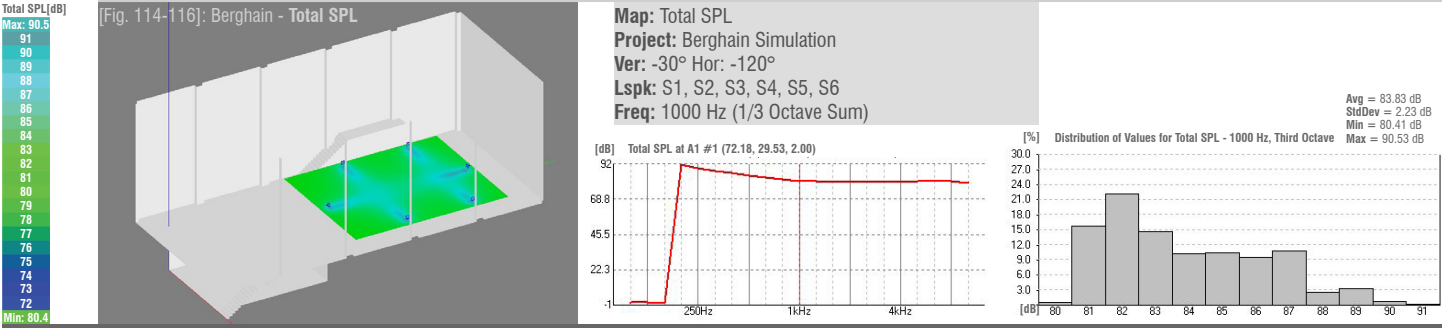 Total SPL[dB]
Max: 90.5
91
90
89
88
87
86
85
84
83
82
81
80
79
78
77
76
75
74
73
72
Min: 80.4
[Fig. 114-116]: Berghain - Total SPL
Map: Total SPL
Project: Berghain Simulation
Ver: -30° Hor: -120°
Lspk: S1, S2, S3, S4, S5, S6
Freq: 1000 Hz (1/3 Octave Sum)
[dB] Total SPL at A1 #1 (72.18, 29.53, 2.00)
92
68.8
45.5
22.3
-1
250Hz 1kHz 4kHz
Avg = 83.83 dB
StdDev = 2.23 dB
Min = 80.41 dB
Max = 90.53 dB
[%] Distribution of Values for Total SPL - 1000 Hz, Third Octave
30.0
27.0
24.0
21.0
18.0
15.0
12.0
9.0
6.0
3.0
[dB] 80 81 82 83 84 85 86 87 88 89 90 91